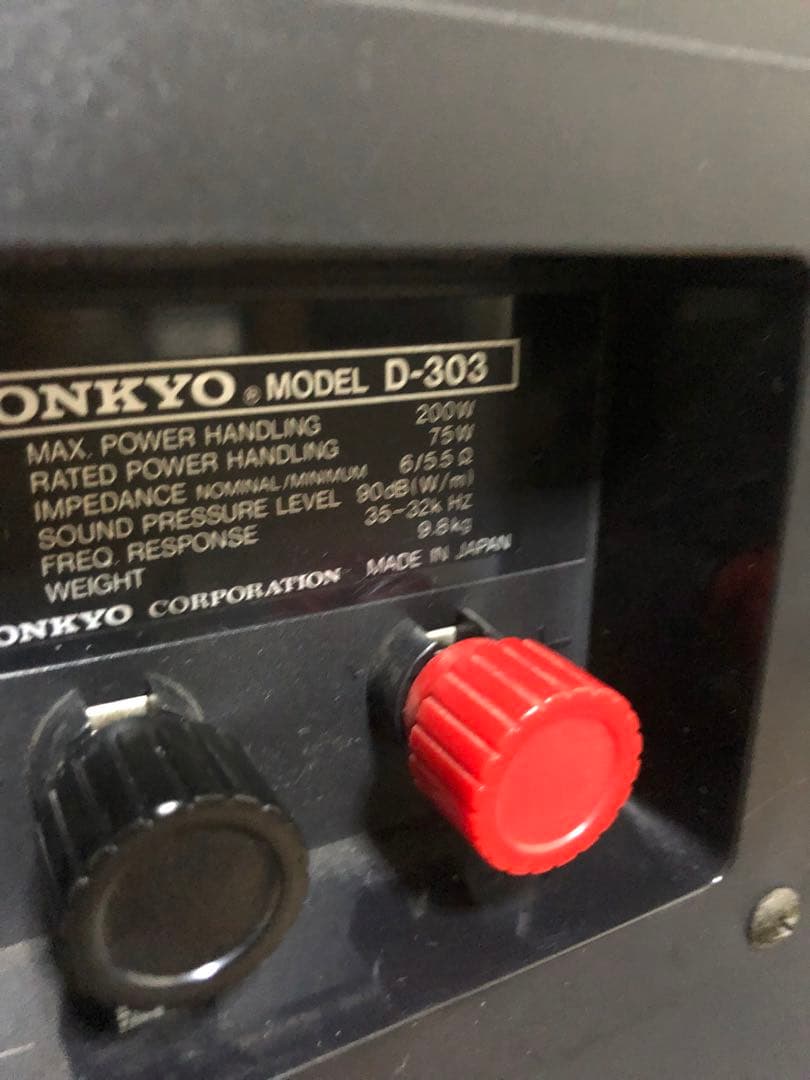 ONKYO® MODEL D-303
MAX. POWER HANDLING 200W
RATED POWER HANDLING 75W
IMPEDANCE NOMINAL/MINIMUM 6/5.5 Ω
SOUND PRESSURE LEVEL 90dB(W/m)
FREQ. RESPONSE 35-32k Hz
WEIGHT 9.8kg
ONKYO CORPORATION MADE IN JAPAN